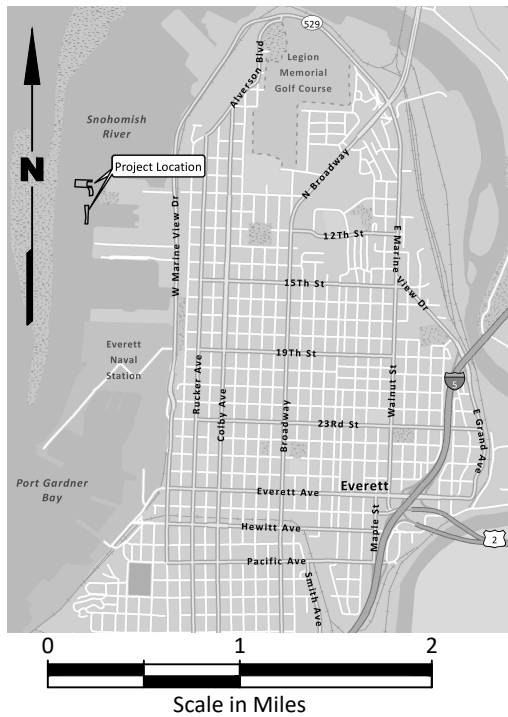 529
Alverson Blvd
Legion
Memorial
Golf Course
Snohomish
River
N
Project Location
N Broadway
W Marine View Dr
12Th St
E Marine View Dr
15Th St
Everett
Naval
Station
19Th St
5
Rucker Ave
Colby Ave
Broadway
Walnut St
23Rd St
E Grand Ave
Port Gardner
Bay
Everett
Everett Ave
Hewitt Ave
Maple St
2
Pacific Ave
Smith Ave
0
1
2
Scale in Miles